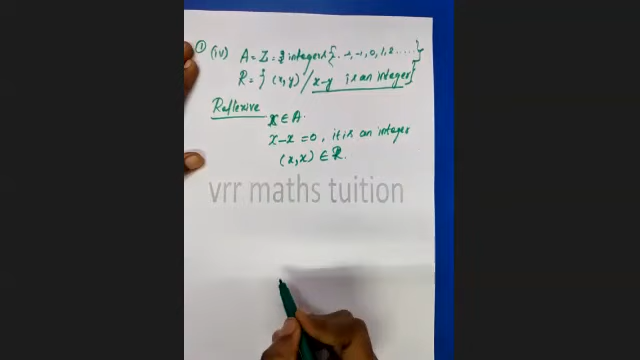 ① (iv) A = Z = integers {..-2, -1, 0, 1, 2 .....}
R = { (x, y) / x-y is an integer}
Reflexive
x ∈ A.
x-x = 0, it is an integer
(x, x) ∈ R.
vrr maths tuition